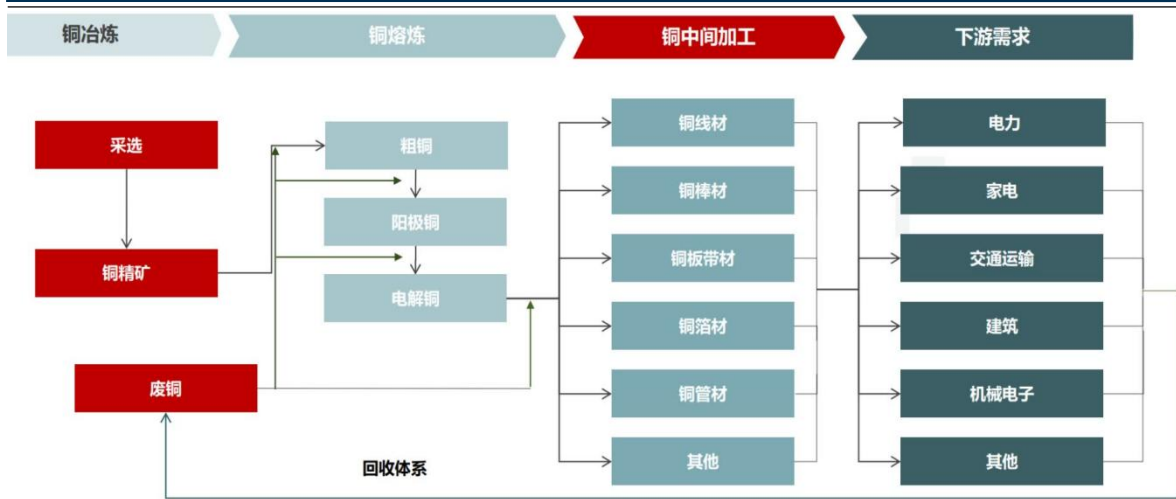 铜冶炼
铜熔炼
铜中间加工
下游需求
采选
铜精矿
废铜
粗铜
阳极铜
电解铜
铜线材
铜棒材
铜板带材
铜箔材
铜管材
其他
电力
家电
交通运输
建筑
机械电子
其他
回收体系